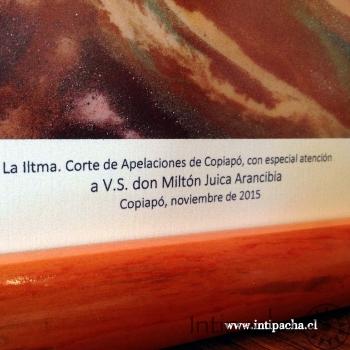 La Iltma. Corte de Apelaciones de Copiapó, con especial atención
a V.S. don Miltón Juica Arancibia
Copiapó, noviembre de 2015
www.intipacha.cl